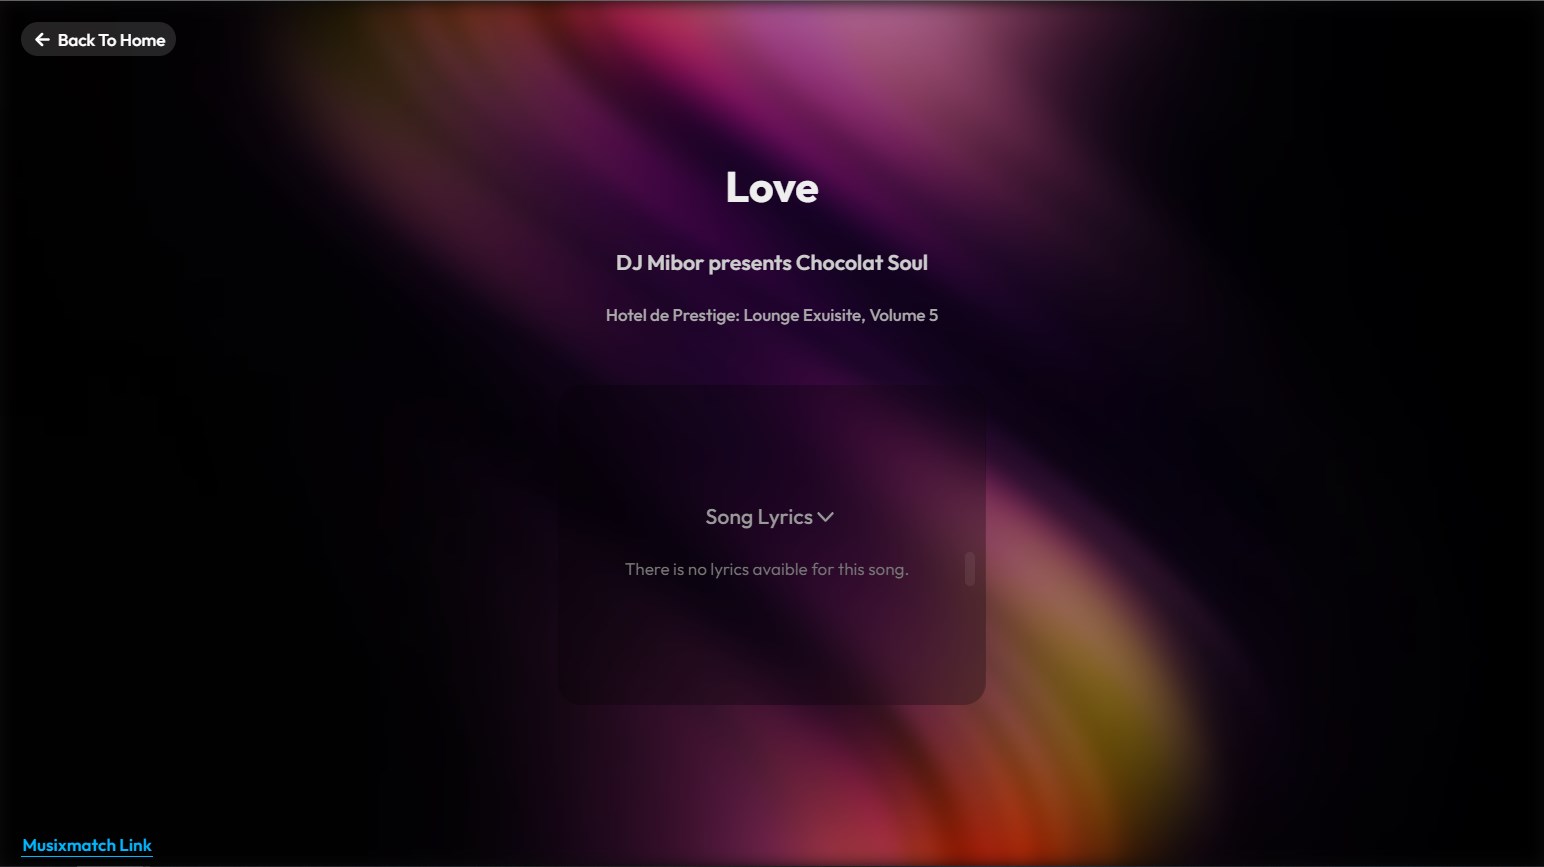 Back To Home
Love
DJ Mibor presents Chocolat Soul
Hotel de Prestige: Lounge Exuisite, Volume 5
Song Lyrics
There is no lyrics avaible for this song.
Musixmatch Link